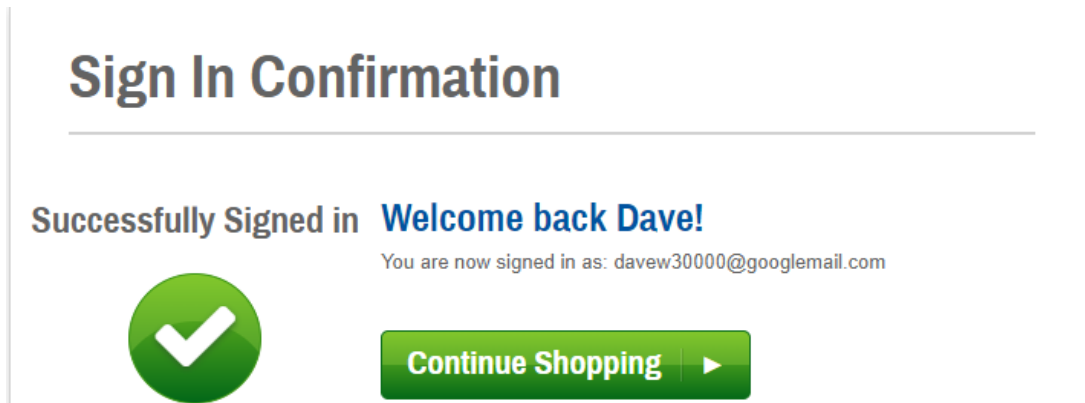 Sign In Confirmation
Successfully Signed in
Welcome back Dave!
You are now signed in as: davew30000@googlemail.com
Continue Shopping